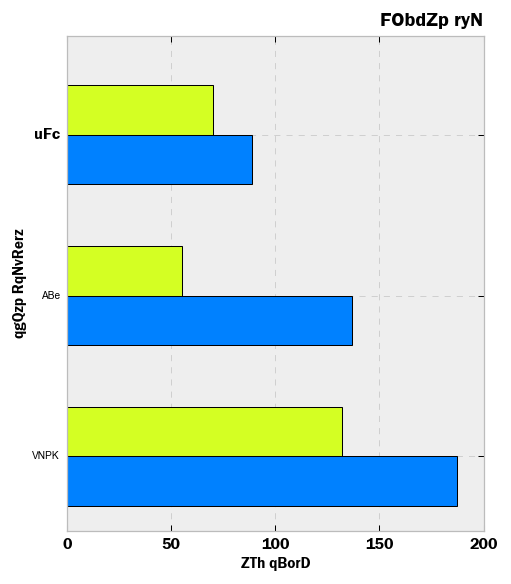 FObdZp ryN
uFc
ABe
VNPK
qgQzp RqNvRerz
0 50 100 150 200
ZTh qBorD